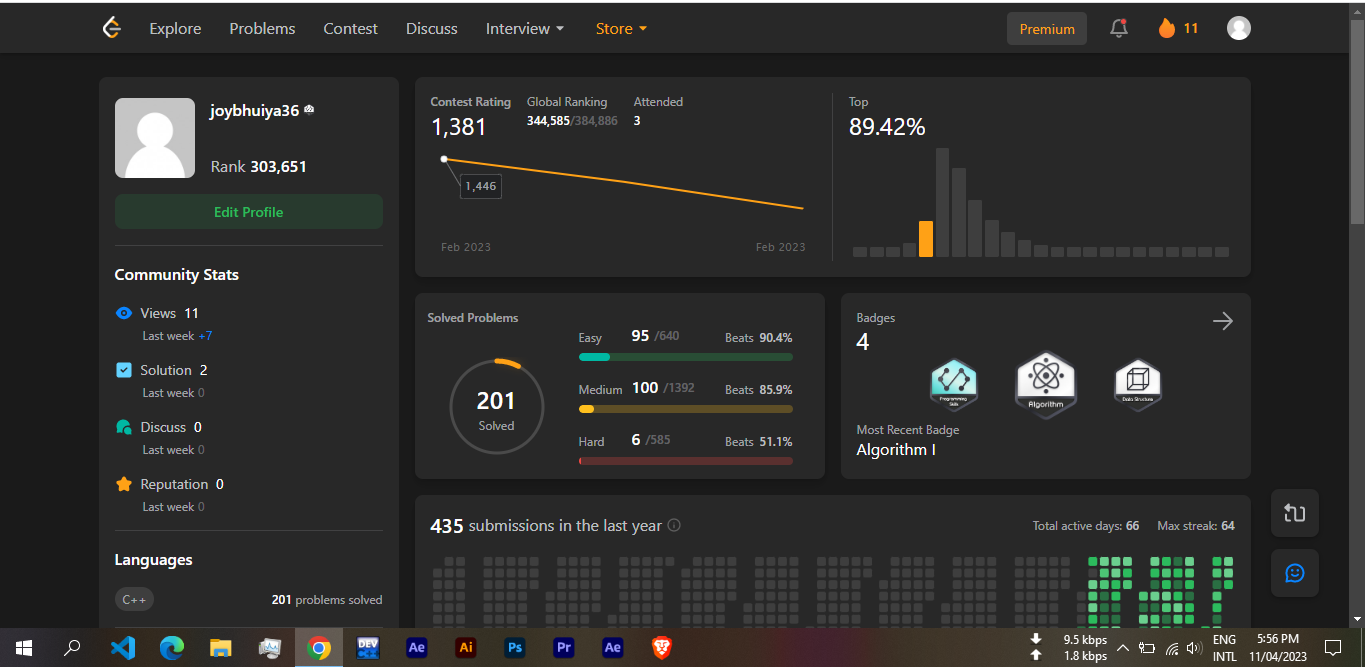 Explore Problems Contest Discuss Interview Store Premium 11
joybhuiya36
Rank 303,651
Edit Profile
Community Stats
Views 11
Last week +7
Solution 2
Last week 0
Discuss 0
Last week 0
Reputation 0
Last week 0
Languages
C++ 201 problems solved
Contest Rating Global Ranking Attended
1,381 344,585/384,886 3
1,446
Feb 2023 Feb 2023
Top
89.42%
Solved Problems
201
Solved
Easy 95 /640 Beats 90.4%
Medium 100 /1392 Beats 85.9%
Hard 6 /585 Beats 51.1%
Badges
4
Programming
Skills
Algorithm
Data Structure
Most Recent Badge
Algorithm I
435 submissions in the last year Total active days: 66 Max streak: 64
DEV
Ae Ai Ps Pr Ae
9.5 kbps
1.8 kbps
ENG
INTL
5:56 PM
11/04/2023